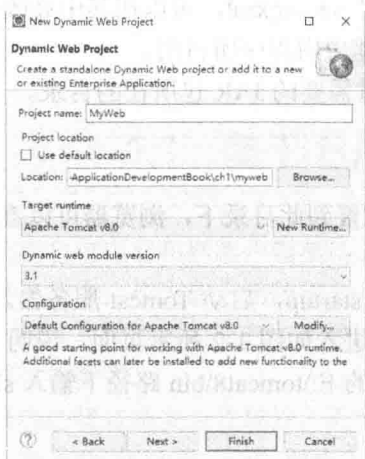 New Dynamic Web Project
Dynamic Web Project
Create a standalone Dynamic Web project or add it to a new
or existing Enterprise Application.
Project name: MyWeb
Project location
Use default location
Location: -ApplicationDevelopmentBook\ch1\myweb Browse...
Target runtime
Apache Tomcat v8.0 New Runtime...
Dynamic web module version
3.1
Configuration
Default Configuration for Apache Tomcat v8.0 Modify...
A good starting point for working with Apache Tomcat v8.0 runtime.
Additional facets can later be installed to add new functionality to the
< Back Next > Finish Cancel